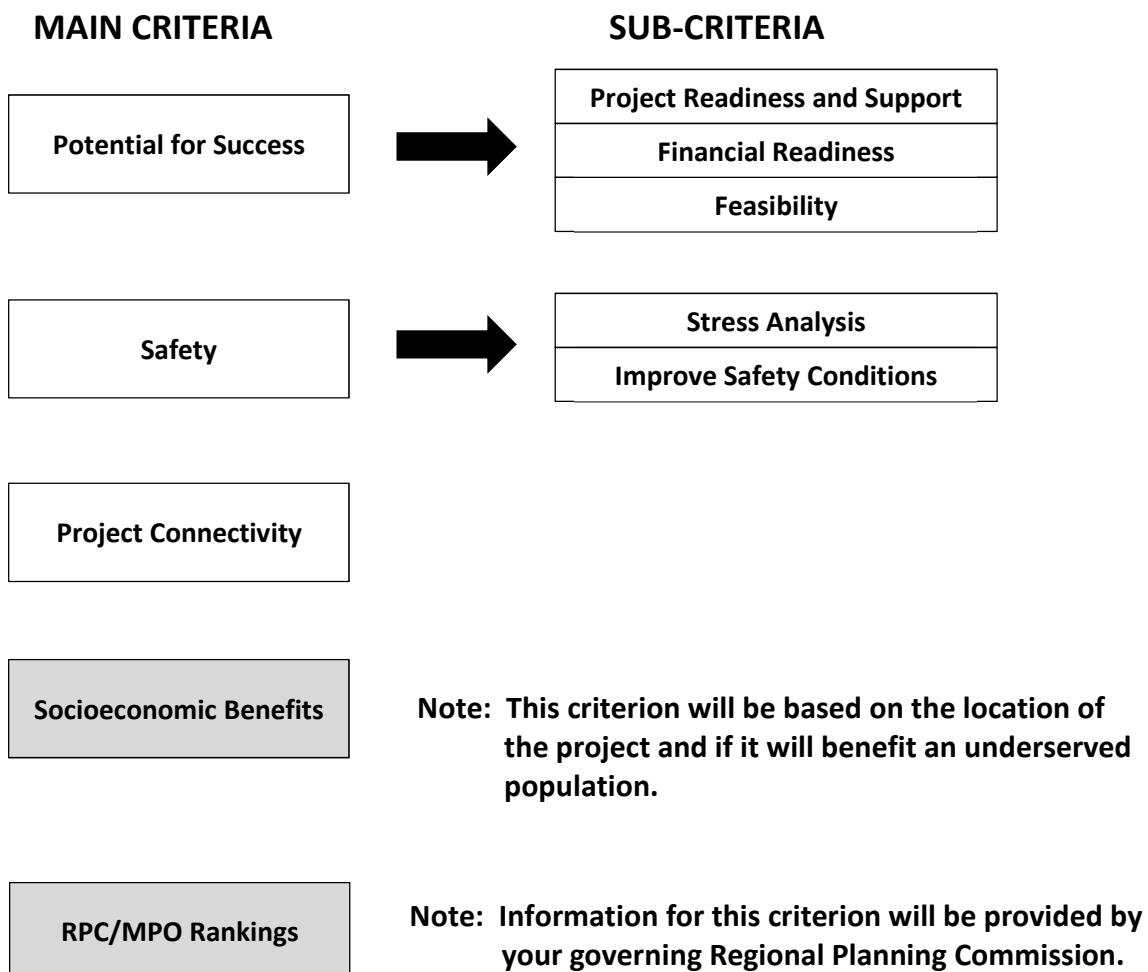 MAIN CRITERIA
SUB-CRITERIA
Potential for Success
Project Readiness and Support
Financial Readiness
Feasibility
Safety
Stress Analysis
Improve Safety Conditions
Project Connectivity
Socioeconomic Benefits
Note: This criterion will be based on the location of
the project and if it will benefit an underserved
population.
RPC/MPO Rankings
Note: Information for this criterion will be provided by
your governing Regional Planning Commission.